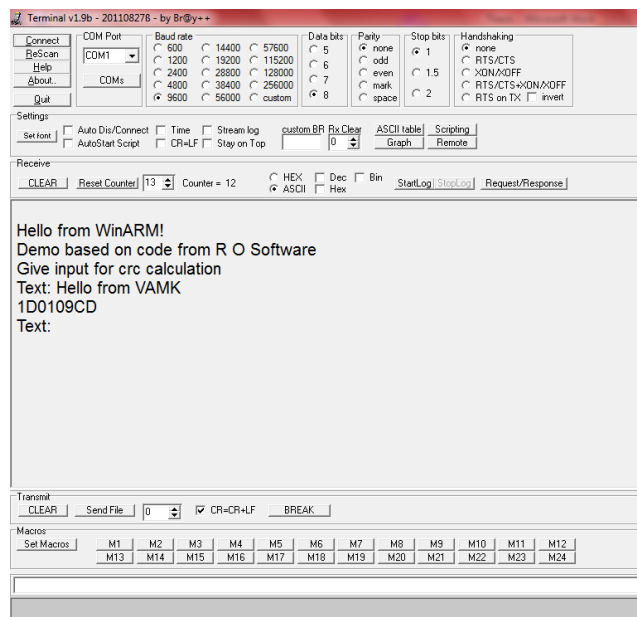 Terminal v1.9b - 20110827ß - by Br@y++
Connect
ReScan
Help
About..
Quit
COM Port
COM1
COMs
Baud rate
600 14400 57600
1200 19200 115200
2400 28800 128000
4800 38400 256000
9600 56000 custom
Data bits
5
6
7
8
Parity
none
odd
even
mark
space
Stop bits
1
1.5
2
Handshaking
none
RTS/CTS
XON/XOFF
RTS/CTS+XON/XOFF
RTS on TX invert
Settings
Set font
Auto Dis/Connect Time Stream log custom BR Rx Clear ASCII table Scripting
AutoStart Script CR=LF Stay on Top 0 Graph Remote
Receive
CLEAR Reset Counter 13 Counter = 12
HEX Dec Bin
ASCII Hex
StartLog StopLog Request/Response
Hello from WinARM!
Demo based on code from R O Software
Give input for crc calculation
Text: Hello from VAMK
1D0109CD
Text:
Transmit
CLEAR Send File 0 CR=CR+LF BREAK
Macros
Set Macros M1 M2 M3 M4 M5 M6 M7 M8 M9 M10 M11 M12
M13 M14 M15 M16 M17 M18 M19 M20 M21 M22 M23 M24